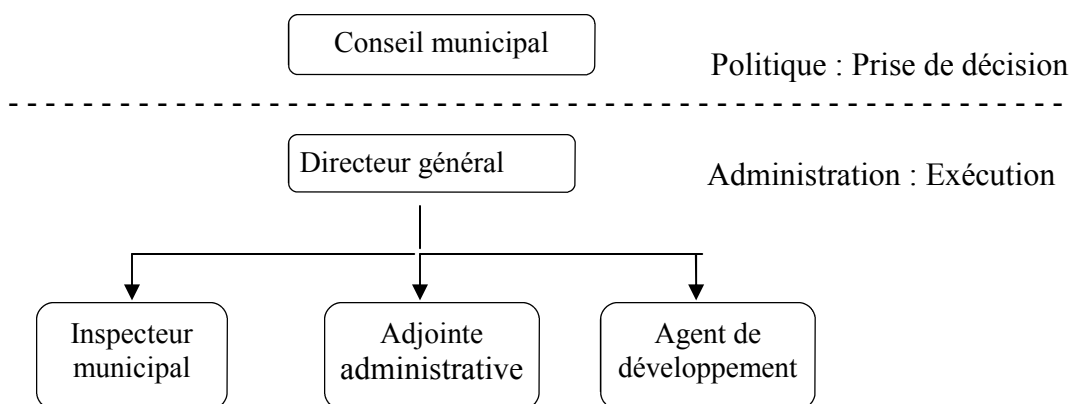 Conseil municipal
Politique : Prise de décision
Directeur général
Administration : Exécution
Inspecteur
municipal
Adjointe
administrative
Agent de
développement